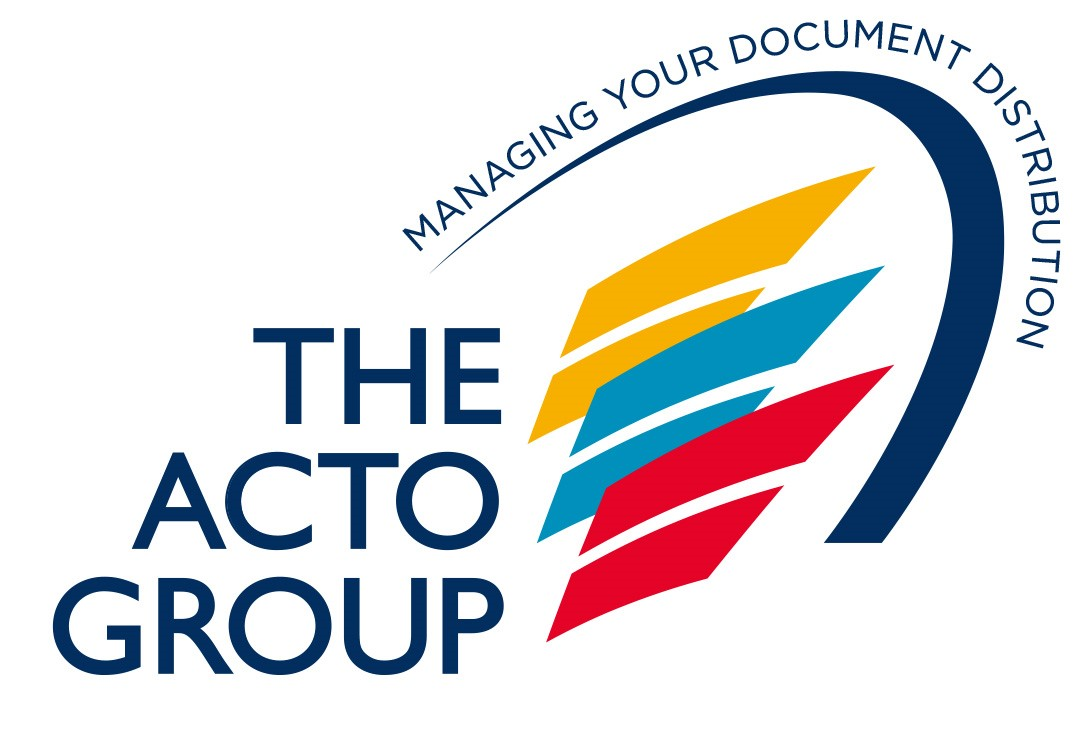 MANAGING YOUR DOCUMENT DISTRIBUTION
THE
ACTO
GROUP